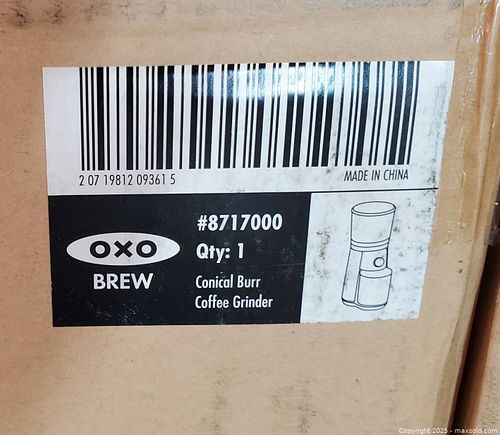 2 07 19812 09361 5
MADE IN CHINA
#8717000
OXO
Qty: 1
BREW
Conical Burr
Coffee Grinder
Copyright 2025 - maxsold.com